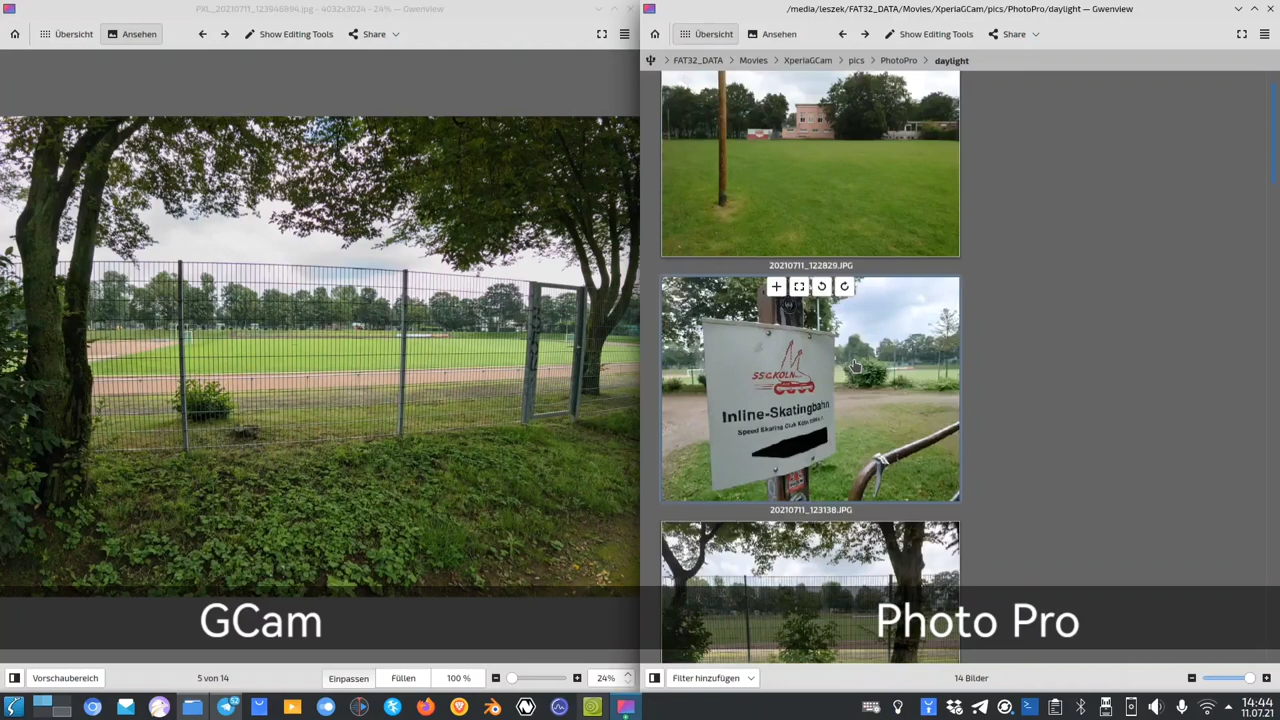 PXL_20210711_123946894.jpg - 4032x3024 - 24% — Gwenview
Übersicht
Ansehen
Show Editing Tools
Share
GCam
Vorschaubereich
5 von 14
Einpassen
Füllen
100 %
24%
/media/leszek/FAT32_DATA/Movies/XperiaGCam/pics/PhotoPro/daylight — Gwenview
Übersicht
Ansehen
Show Editing Tools
Share
FAT32_DATA
Movies
XperiaGCam
pics
PhotoPro
daylight
20210711_122829.JPG
SSC KÖLN
Inline-Skatingbahn
Speed Skating Club Köln
20210711_123138.JPG
Photo Pro
Filter hinzufügen
14 Bilder
52
14:44
11.07.21